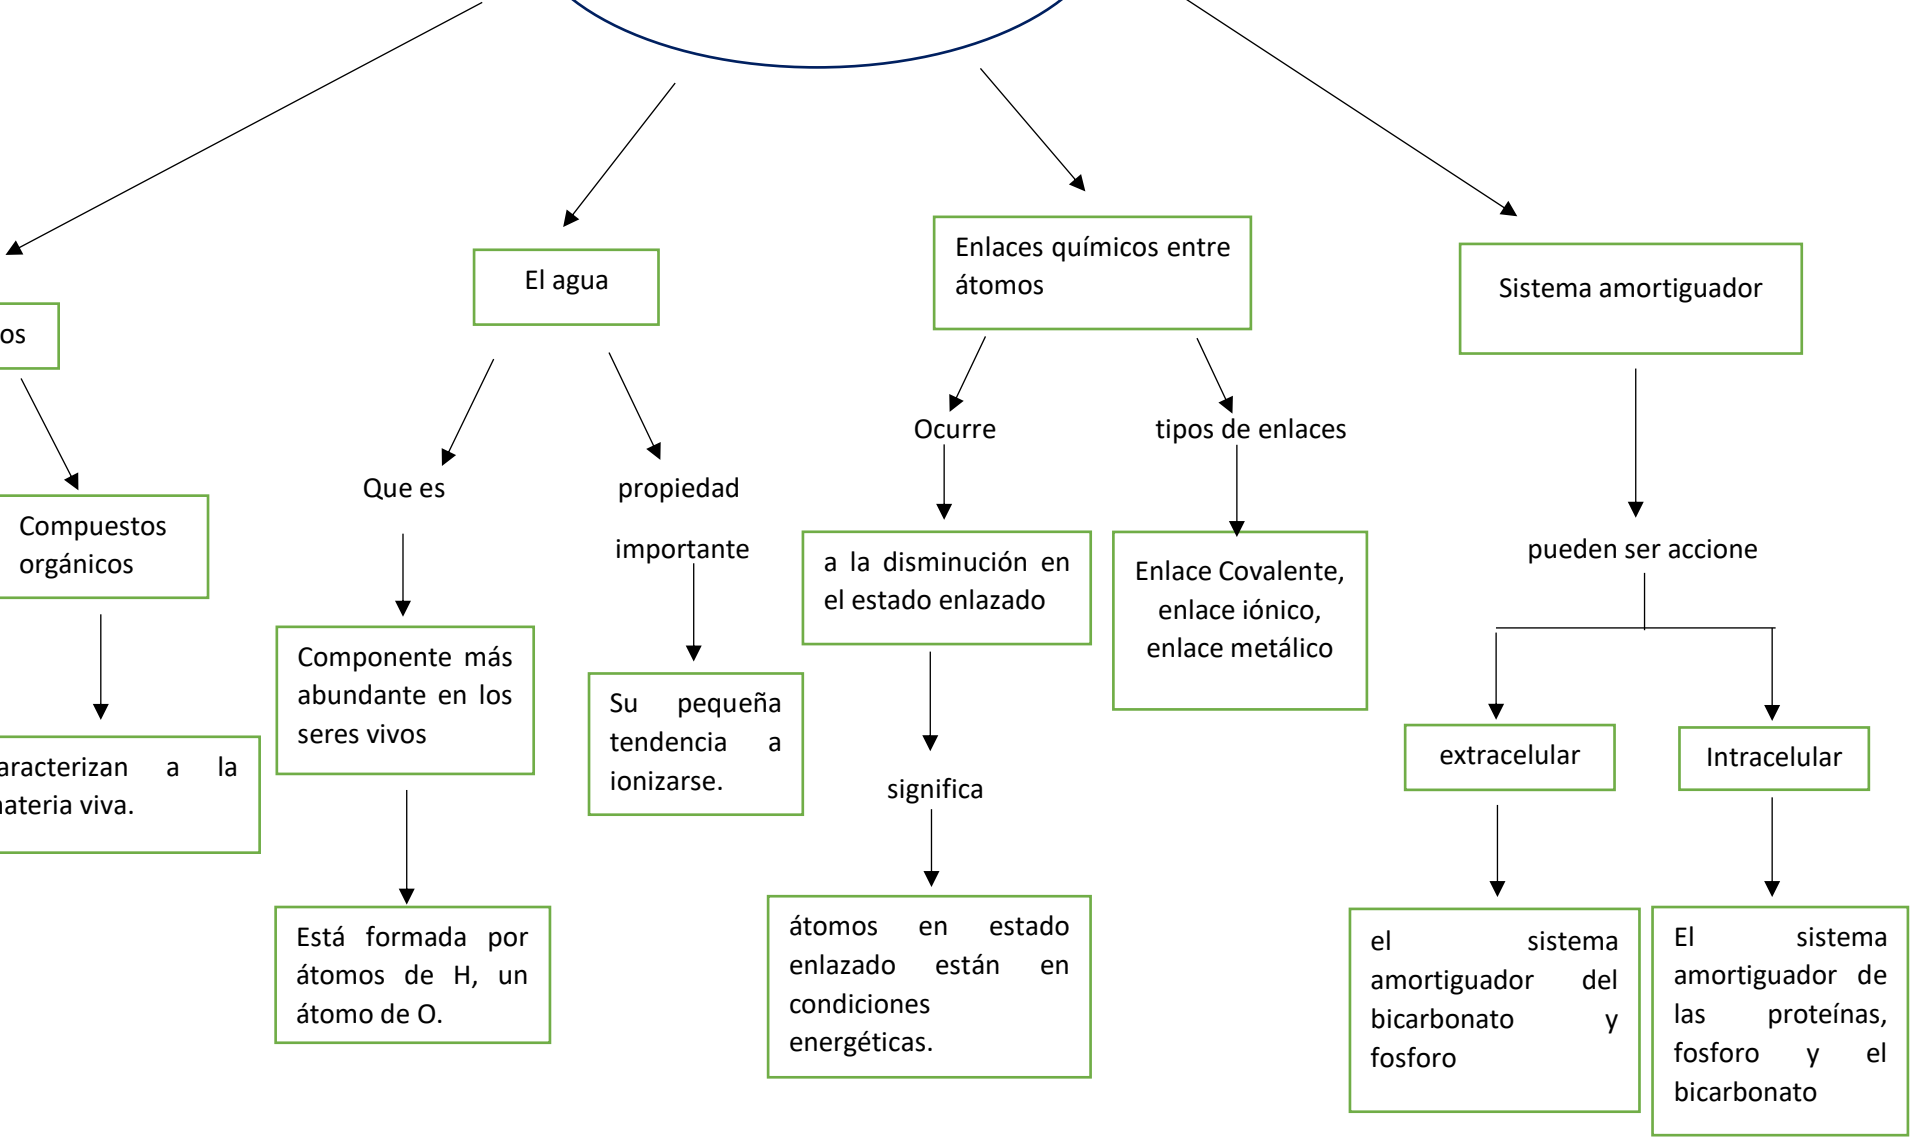 El agua
Enlaces químicos entre
átomos
Sistema amortiguador
os
Ocurre
tipos de enlaces
Que es
propiedad
importante
Compuestos
orgánicos
a la disminución en
el estado enlazado
Enlace Covalente,
enlace iónico,
enlace metálico
pueden ser accione
Componente más
abundante en los
seres vivos
Su pequeña
tendencia a
ionizarse.
significa
extracelular
Intracelular
aracterizan a la
ateria viva.
Está formada por
átomos de H, un
átomo de O.
átomos en estado
enlazado están en
condiciones
energéticas.
el sistema
amortiguador del
bicarbonato y
fosforo
El sistema
amortiguador de
las proteínas,
fosforo y el
bicarbonato